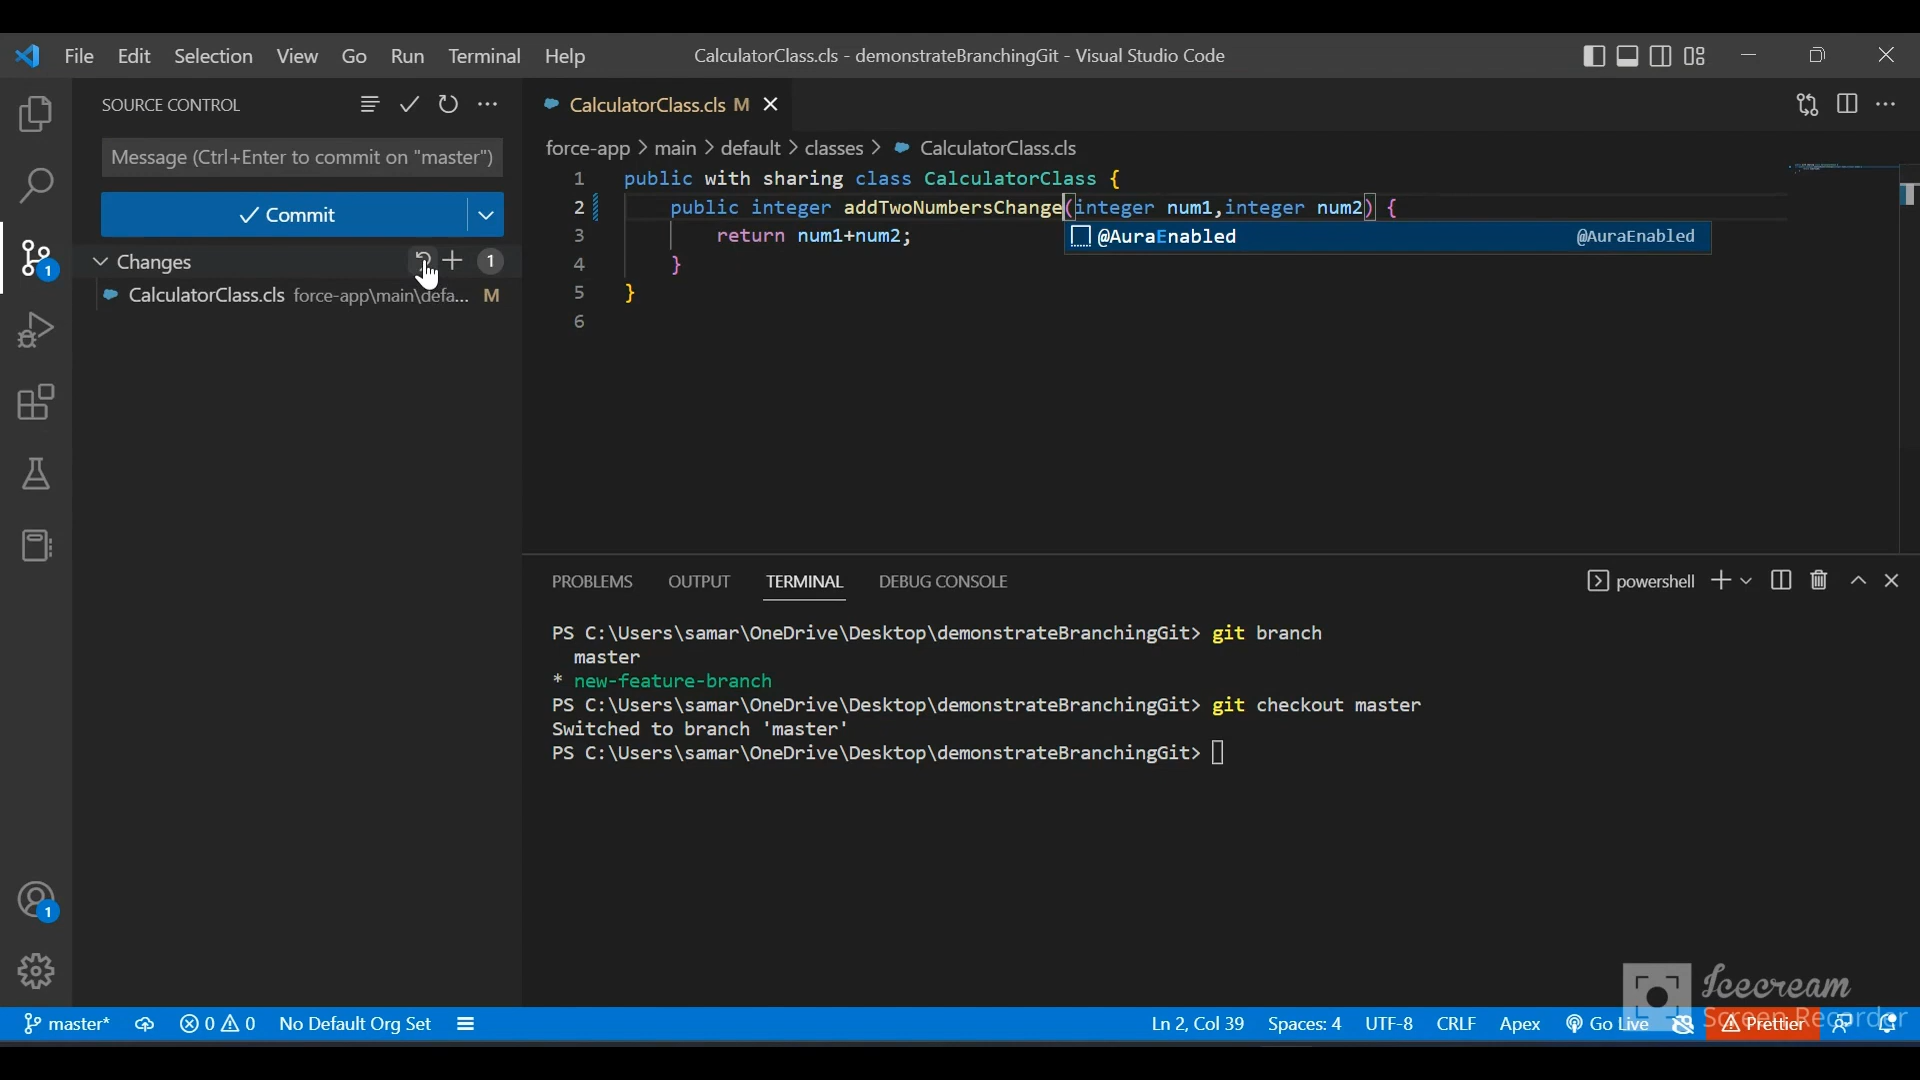 File Edit Selection View Go Run Terminal Help
CalculatorClass.cls - demonstrateBranchingGit - Visual Studio Code
SOURCE CONTROL
Message (Ctrl+Enter to commit on "master")
Commit
Changes
1
CalculatorClass.cls force-app\main\defa... M
1
1
CalculatorClass.cls M
force-app > main > default > classes > CalculatorClass.cls
1 public with sharing class CalculatorClass {
2 public integer addTwoNumbersChange(integer num1,integer num2) {
3 return num1+num2;
@AuraEnabled @AuraEnabled
4 }
5 }
6
PROBLEMS OUTPUT TERMINAL DEBUG CONSOLE
powershell
PS C:\Users\samar\OneDrive\Desktop\demonstrateBranchingGit> git branch
master
* new-feature-branch
PS C:\Users\samar\OneDrive\Desktop\demonstrateBranchingGit> git checkout master
Switched to branch 'master'
PS C:\Users\samar\OneDrive\Desktop\demonstrateBranchingGit>
Icecream
Screen Recorder
master* 0 0 No Default Org Set
Ln 2, Col 39 Spaces: 4 UTF-8 CRLF Apex Go Live Prettier